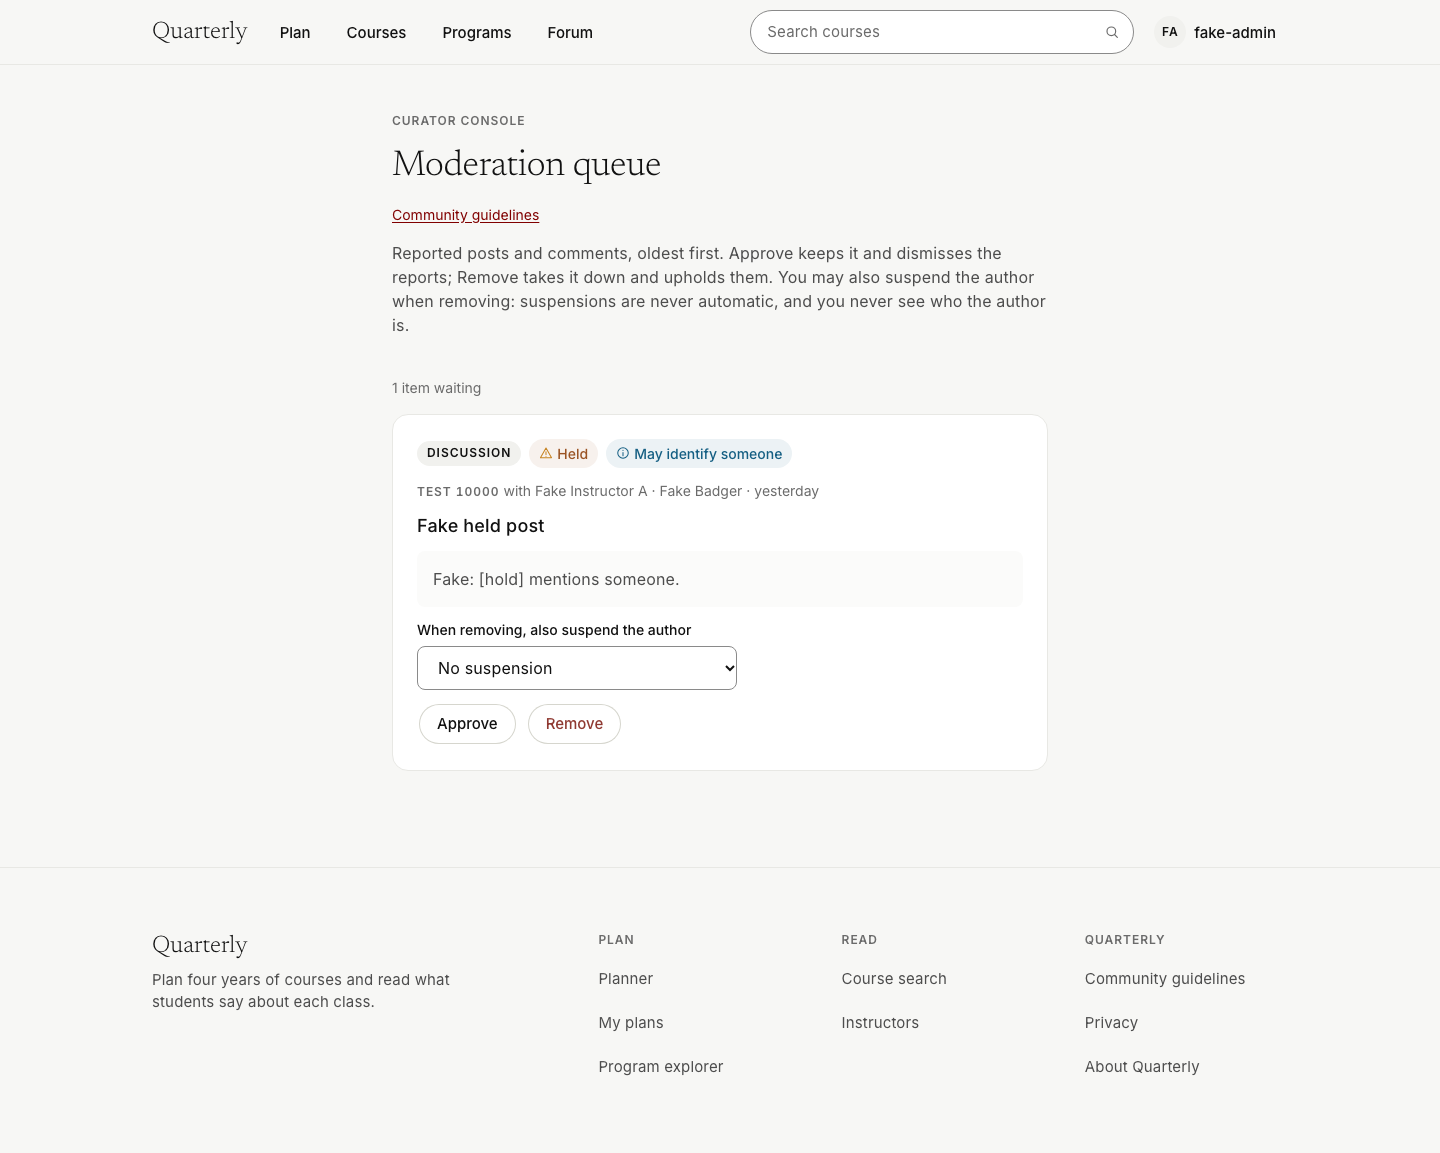 Quarterly
Plan
Courses
Programs
Forum
Search courses
FA
fake-admin
CURATOR CONSOLE
Moderation queue
Community guidelines
Reported posts and comments, oldest first. Approve keeps it and dismisses the
reports; Remove takes it down and upholds them. You may also suspend the author
when removing: suspensions are never automatic, and you never see who the author
is.
1 item waiting
DISCUSSION
Held
May identify someone
TEST 10000 with Fake Instructor A · Fake Badger · yesterday
Fake held post
Fake: [hold] mentions someone.
When removing, also suspend the author
No suspension
Approve
Remove
Quarterly
Plan four years of courses and read what
students say about each class.
PLAN
Planner
My plans
Program explorer
READ
Course search
Instructors
QUARTERLY
Community guidelines
Privacy
About Quarterly